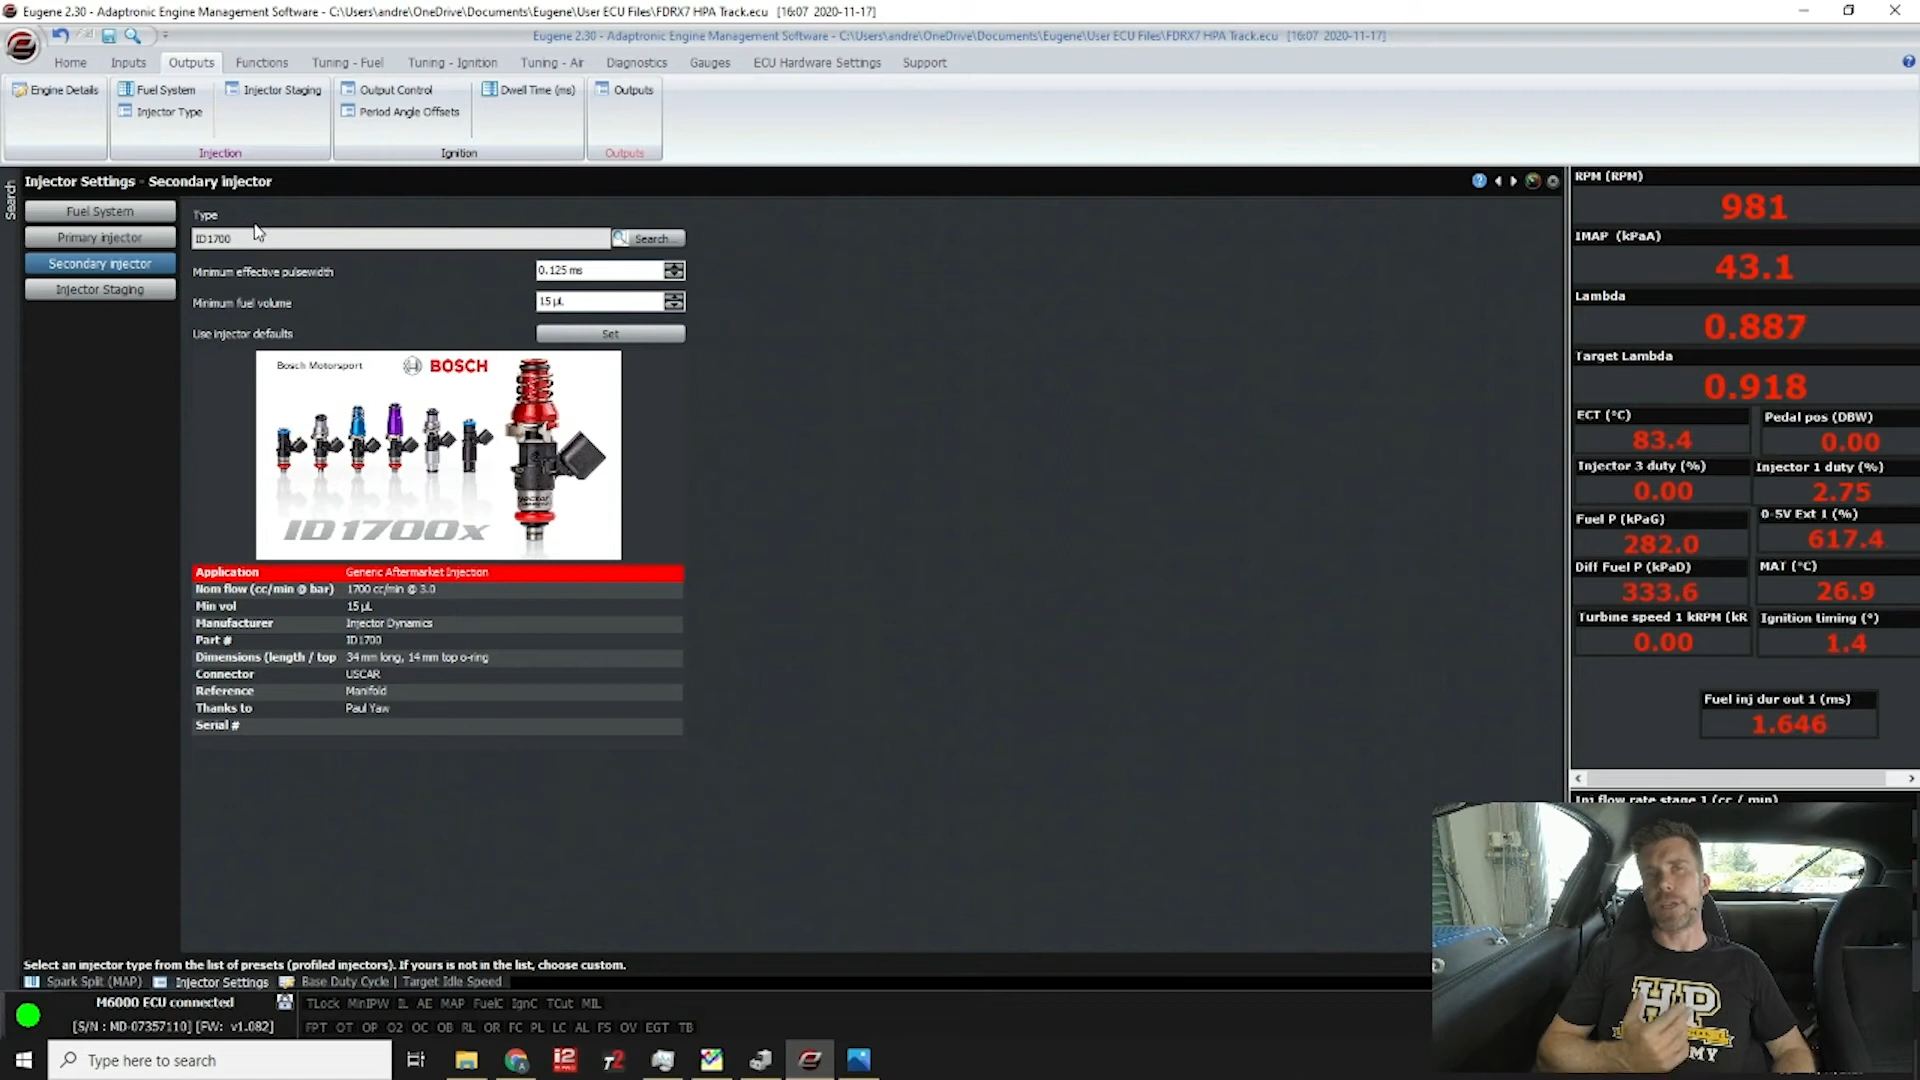 Eugene 2.30 - Adaptronic Engine Management Software - C:\Users\andre\OneDrive\Documents\Eugene\User ECU Files\FDRX7 HPA Track.ecu [16:07 2020-11-17]
Eugene 2.30 - Adaptronic Engine Management Software - C:\Users\andre\OneDrive\Documents\Eugene\User ECU Files\FDRX7 HPA Track.ecu [16:07 2020-11-17]
Home Inputs Outputs Functions Tuning - Fuel Tuning - Ignition Tuning - Air Diagnostics Gauges ECU Hardware Settings Support
Engine Details Fuel System Injector Staging Output Control Dwell Time (ms) Outputs
Injector Type Period Angle Offsets
Injection Ignition Outputs
Search
Injector Settings - Secondary injector
Fuel System
Primary injector
Secondary injector
Injector Staging
Type
ID1700 Search...
Minimum effective pulsewidth 0.125 ms
Minimum fuel volume 15 µL
Use injector defaults Set
Bosch Motorsport BOSCH
ID1700x
Application Generic Aftermarket Injection
Nom flow (cc/min @ bar) 1700 cc/min @ 3.0
Min vol 15 µL
Manufacturer Injector Dynamics
Part # ID1700
Dimensions (length / top 34 mm long, 14 mm top o-ring
Connector USCAR
Reference Manifold
Thanks to Paul Yaw
Serial #
RPM (RPM)
981
IMAP (kPaA)
43.1
Lambda
0.887
Target Lambda
0.918
ECT (°C) Pedal pos (DBW)
83.4 0.00
Injector 3 duty (%) Injector 1 duty (%)
0.00 2.75
Fuel P (kPaG) 0-5V Ext 1 (%)
282.0 617.4
Diff Fuel P (kPaD) MAT (°C)
333.6 26.9
Turbine speed 1 kRPM (kR Ignition timing (°)
0.00 1.4
Fuel inj dur out 1 (ms)
1.646
Inj flow rate stage 1 (cc / min)
HP
MY
Select an injector type from the list of presets (profiled injectors). If yours is not in the list, choose custom.
Spark Split (MAP) Injector Settings Base Duty Cycle | Target Idle Speed
M6000 ECU connected TLock MinIPW IL AE MAP FuelC IgnC TCut MIL
[S/N : MD-07357110] [FW: v1.082] FPT OT OP O2 OC OB RL OR FC PL LC AL FS OV EGT TB
Type here to search